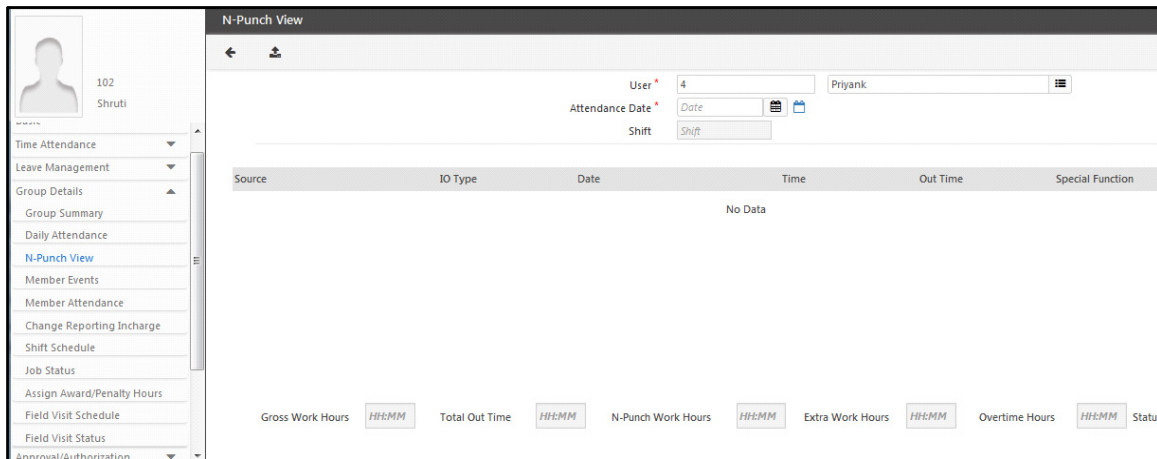 N-Punch View
102
Shruti
Time Attendance
Leave Management
Group Details
Group Summary
Daily Attendance
N-Punch View
Member Events
Member Attendance
Change Reporting Incharge
Shift Schedule
Job Status
Assign Award/Penalty Hours
Field Visit Schedule
Field Visit Status
Approval/Authorization
User * 4 Priyank
Attendance Date * Date
Shift Shift
Source IO Type Date Time Out Time Special Function
No Data
Gross Work Hours HH:MM Total Out Time HH:MM N-Punch Work Hours HH:MM Extra Work Hours HH:MM Overtime Hours HH:MM Statu